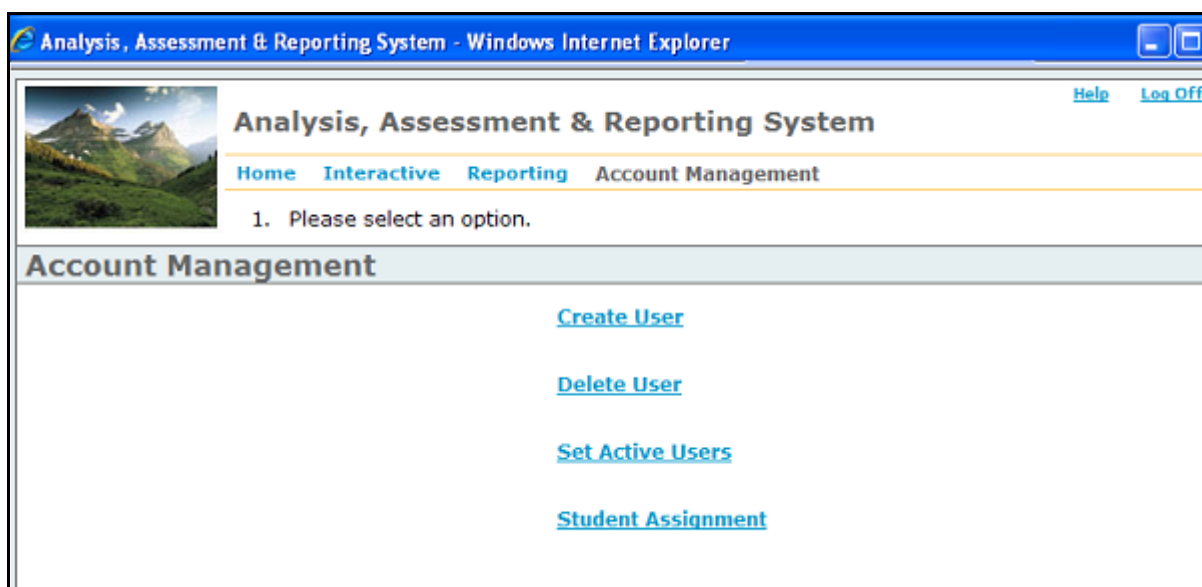 Analysis, Assessment & Reporting System - Windows Internet Explorer
Help Log Off
Analysis, Assessment & Reporting System
Home Interactive Reporting Account Management
1. Please select an option.
Account Management
Create User
Delete User
Set Active Users
Student Assignment